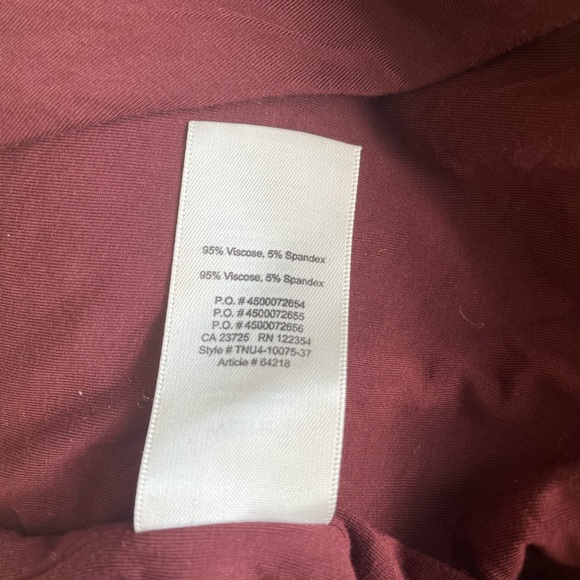 95% Viscose, 5% Spandex
95% Viscose, 5% Spandex
P.O. # 4500072654
P.O. # 4500072655
P.O. # 4500072656
CA 23725 RN 122354
Style # TNU4-10075-37
Article # 64218